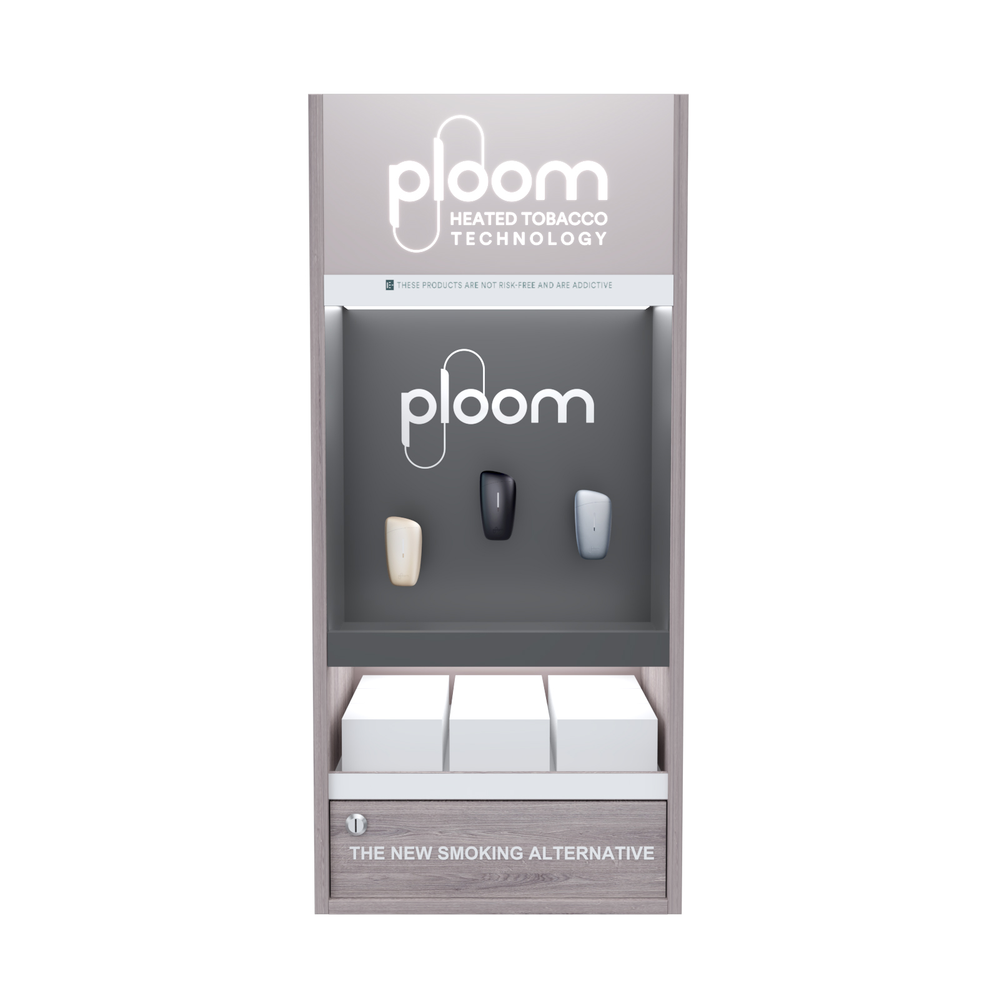 ploom
HEATED TOBACCO
TECHNOLOGY
THESE PRODUCTS ARE NOT RISK-FREE AND ARE ADDICTIVE
ploom
THE NEW SMOKING ALTERNATIVE